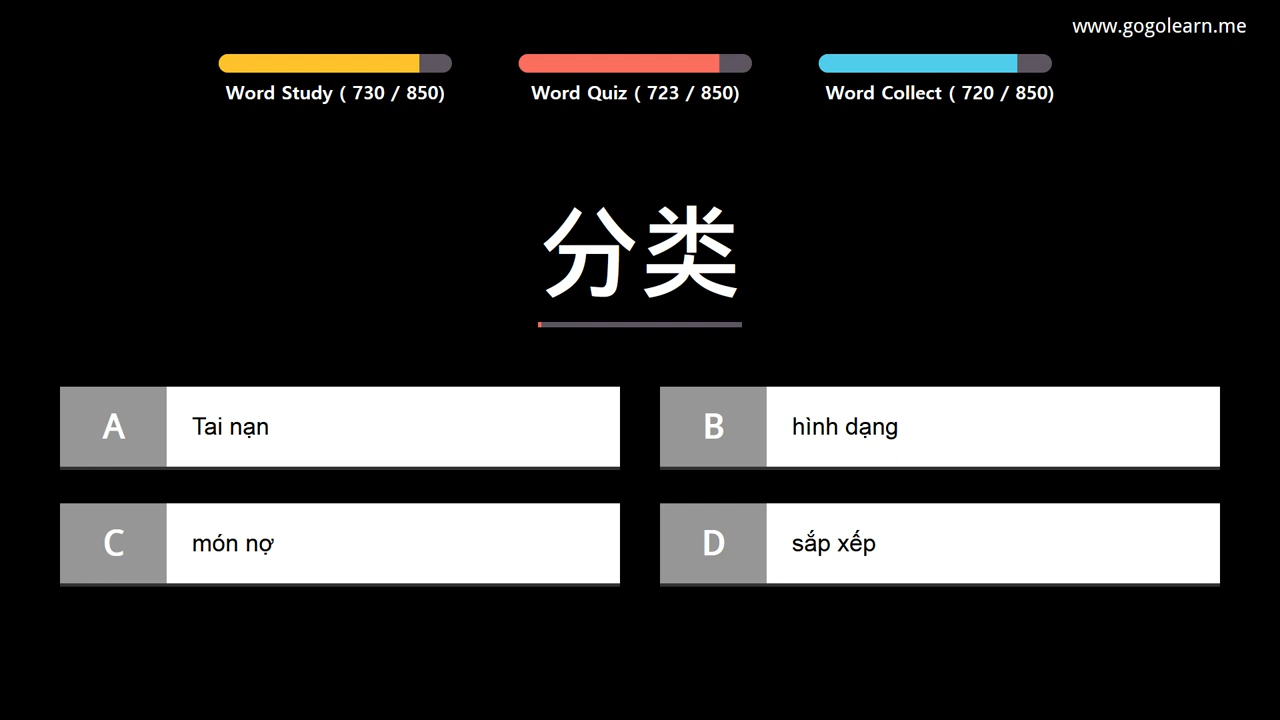 www.gogolearn.me
Word Study ( 730 / 850)
Word Quiz ( 723 / 850)
Word Collect ( 720 / 850)
分类
A
Tai nạn
B
hình dạng
C
món nợ
D
sắp xếp